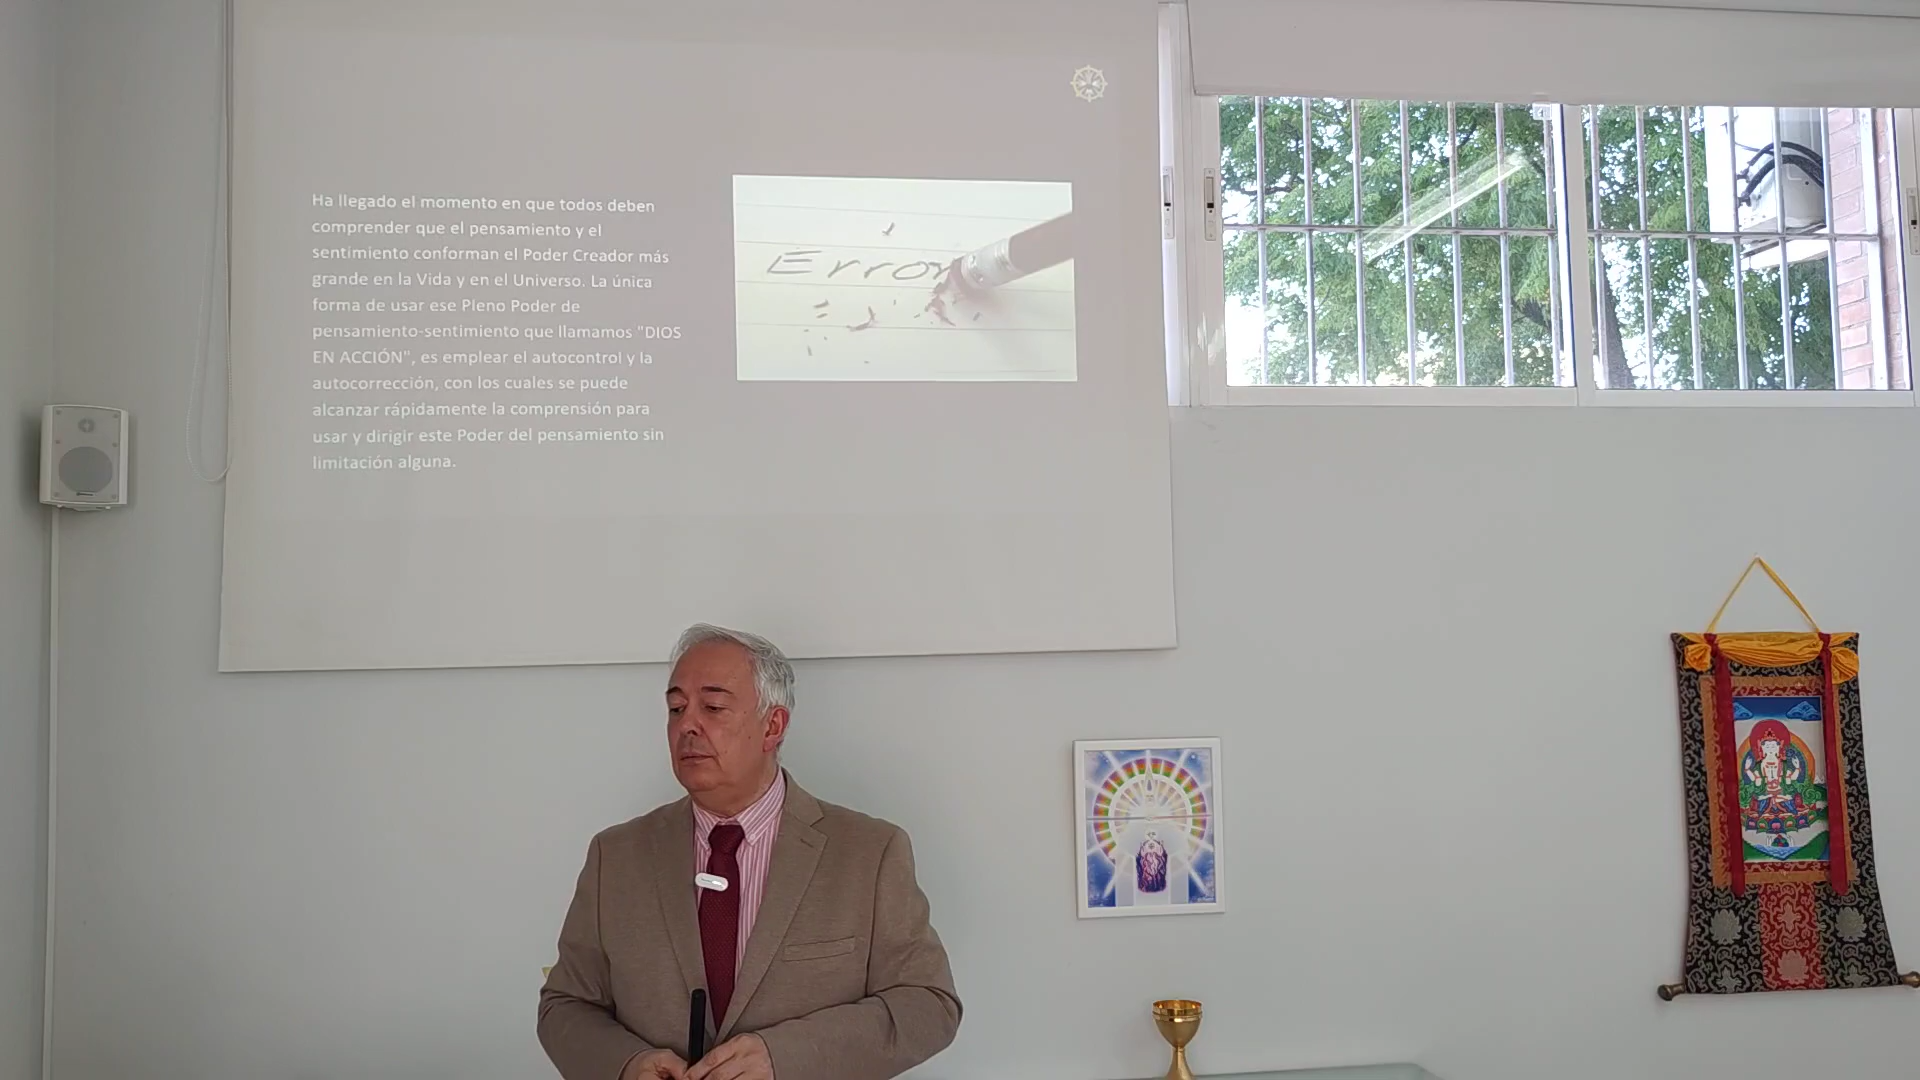 Ha llegado el momento en que todos deben
comprender que el pensamiento y el
sentimiento conforman el Poder Creador más
grande en la Vida y en el Universo. La única
forma de usar ese Pleno Poder de
pensamiento-sentimiento que llamamos "DIOS
EN ACCIÓN", es emplear el autocontrol y la
autocorrección, con los cuales se puede
alcanzar rápidamente la comprensión para
usar y dirigir este Poder del pensamiento sin
limitación alguna.
Error